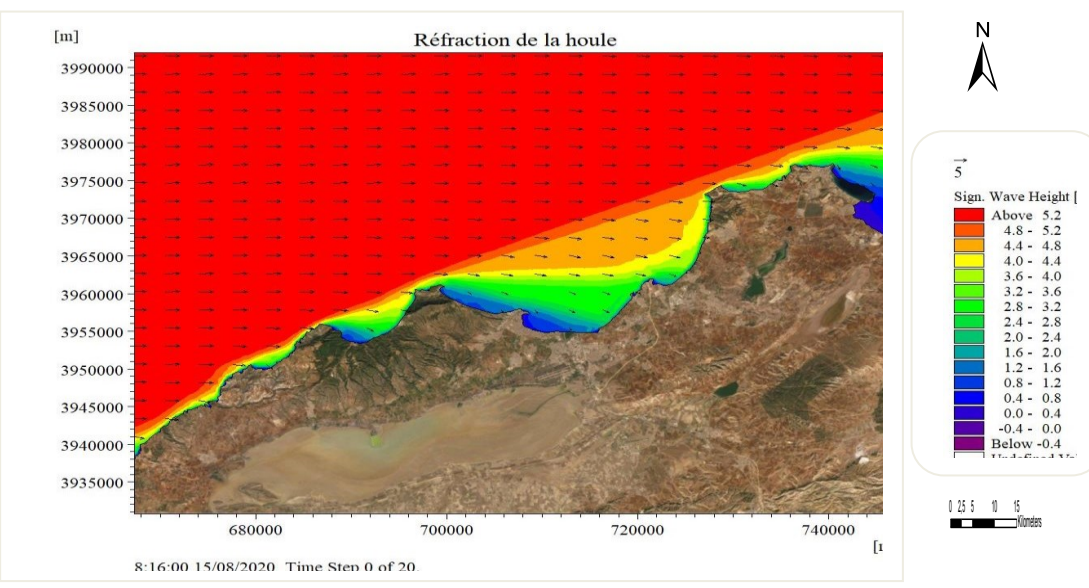 [m]
Réfraction de la houle
3990000
3985000
3980000
3975000
3970000
3965000
3960000
3955000
3950000
3945000
3940000
3935000
680000
700000
720000
740000
8:16:00 15/08/2020 Time Step 0 of 20.
N
5
Sign. Wave Height [
Above 5.2
4.8 - 5.2
4.4 - 4.8
4.0 - 4.4
3.6 - 4.0
3.2 - 3.6
2.8 - 3.2
2.4 - 2.8
2.0 - 2.4
1.6 - 2.0
1.2 - 1.6
0.8 - 1.2
0.4 - 0.8
0.0 - 0.4
-0.4 - 0.0
Below -0.4
0 2,5 5 10 15
Kilometers